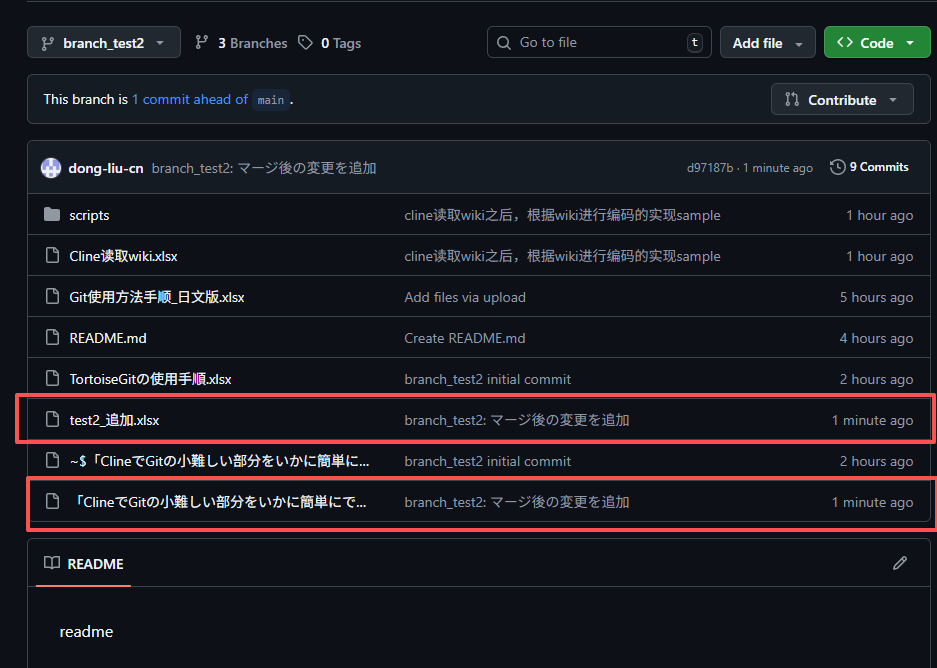 branch_test2 3 Branches 0 Tags Go to file t Add file Code
This branch is 1 commit ahead of main .
Contribute
dong-liu-cn branch_test2: マージ後の変更を追加 d97187b · 1 minute ago 9 Commits
scripts cline读取wiki之后，根据wiki进行编码的实现sample 1 hour ago
Cline读取wiki.xlsx cline读取wiki之后，根据wiki进行编码的实现sample 1 hour ago
Git使用方法手顺_日文版.xlsx Add files via upload 5 hours ago
README.md Create README.md 4 hours ago
TortoiseGitの使用手順.xlsx branch_test2 initial commit 2 hours ago
test2_追加.xlsx branch_test2: マージ後の変更を追加 1 minute ago
~$「ClineでGitの小難しい部分をいかに簡単に... branch_test2 initial commit 2 hours ago
「ClineでGitの小難しい部分をいかに簡単にで... branch_test2: マージ後の変更を追加 1 minute ago
README
readme